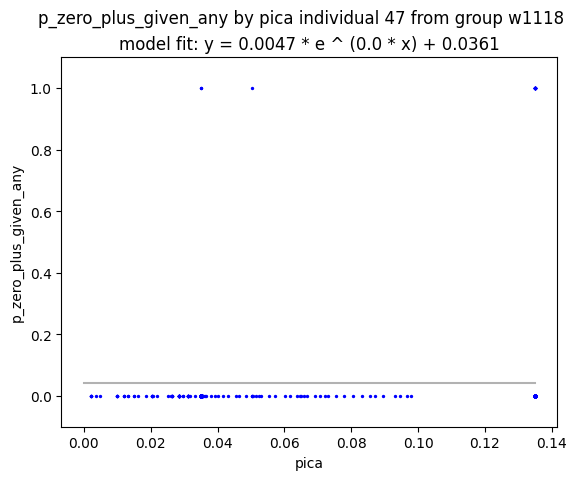 p_zero_plus_given_any by pica individual 47 from group w1118
model fit: y = 0.0047 * e ^ (0.0 * x) + 0.0361
1.0
0.8
0.6
0.4
0.2
0.0
p_zero_plus_given_any
0.00 0.02 0.04 0.06 0.08 0.10 0.12 0.14
pica